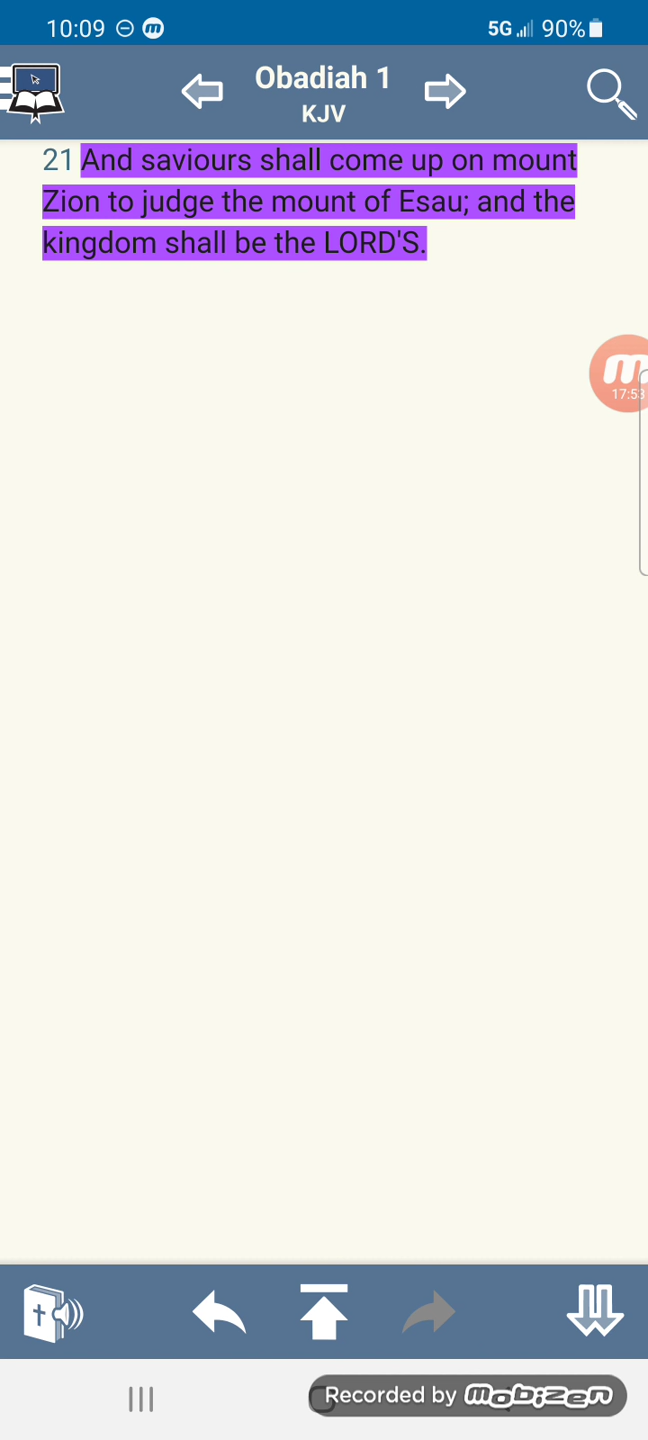 10:09 5G 90%
Obadiah 1
KJV
21 And saviours shall come up on mount
Zion to judge the mount of Esau; and the
kingdom shall be the LORD'S.
17:53
Recorded by mobizen